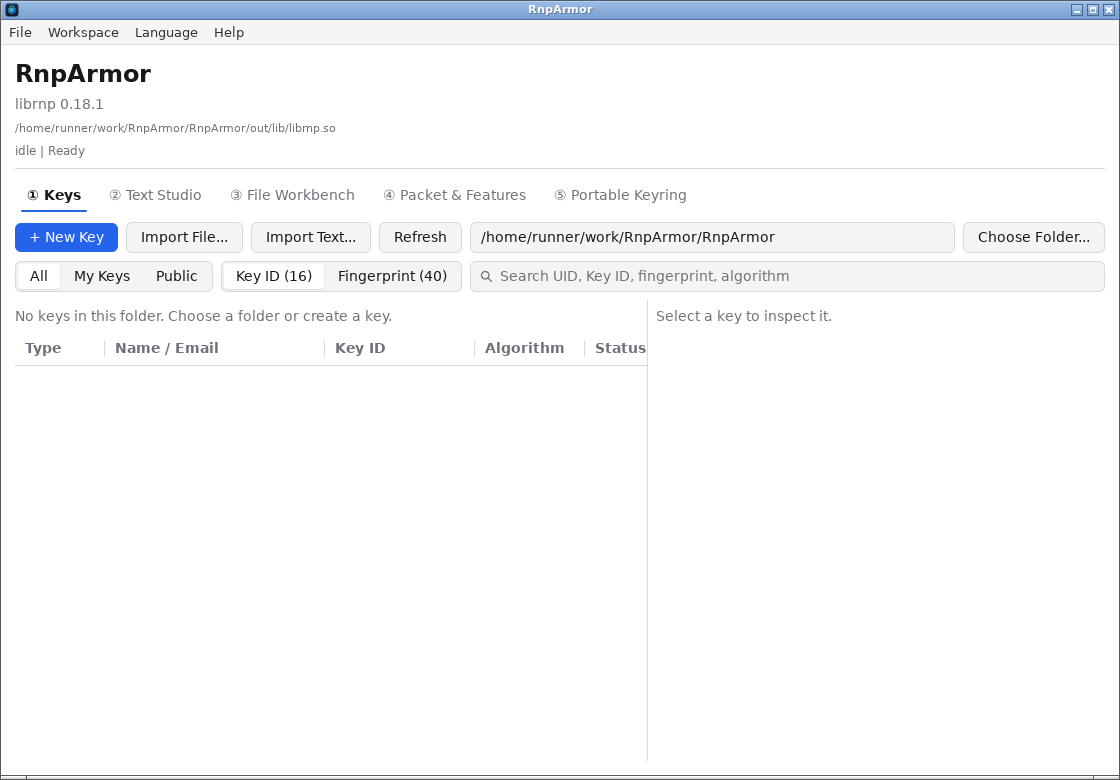 RnpArmor
File Workspace Language Help
RnpArmor
librnp 0.18.1
/home/runner/work/RnpArmor/RnpArmor/out/lib/librnp.so
idle | Ready
① Keys ② Text Studio ③ File Workbench ④ Packet & Features ⑤ Portable Keyring
+ New Key Import File... Import Text... Refresh /home/runner/work/RnpArmor/RnpArmor Choose Folder...
All My Keys Public Key ID (16) Fingerprint (40) Search UID, Key ID, fingerprint, algorithm
No keys in this folder. Choose a folder or create a key. Select a key to inspect it.
Type Name / Email Key ID Algorithm Status